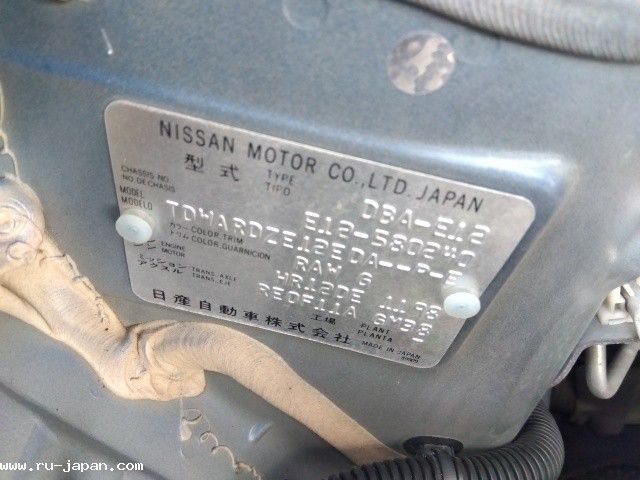 NISSAN MOTOR CO., LTD. JAPAN
型式 TYPE TIPO DBA-E12
CHASSIS NO. NO. DE CHASIS
MODEL MODELO TDWARDZE12EDA--P-E
カラー トリム COLOR, TRIM COLOR, GUARNICION RAW G
エンジン ENGINE MOTOR HR12DE 1198
ミッション アクスル TRANS. AXLE TRANS. EJE RE0F11A
工場 PLANT PLANTA
日産自動車株式会社 MADE IN JAPAN
www.ru-japan.com